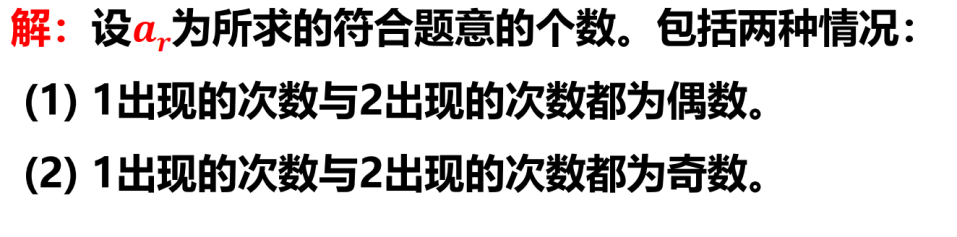 解：设aᵣ为所求的符合题意的个数。包括两种情况：
(1) 1出现的次数与2出现的次数都为偶数。
(2) 1出现的次数与2出现的次数都为奇数。